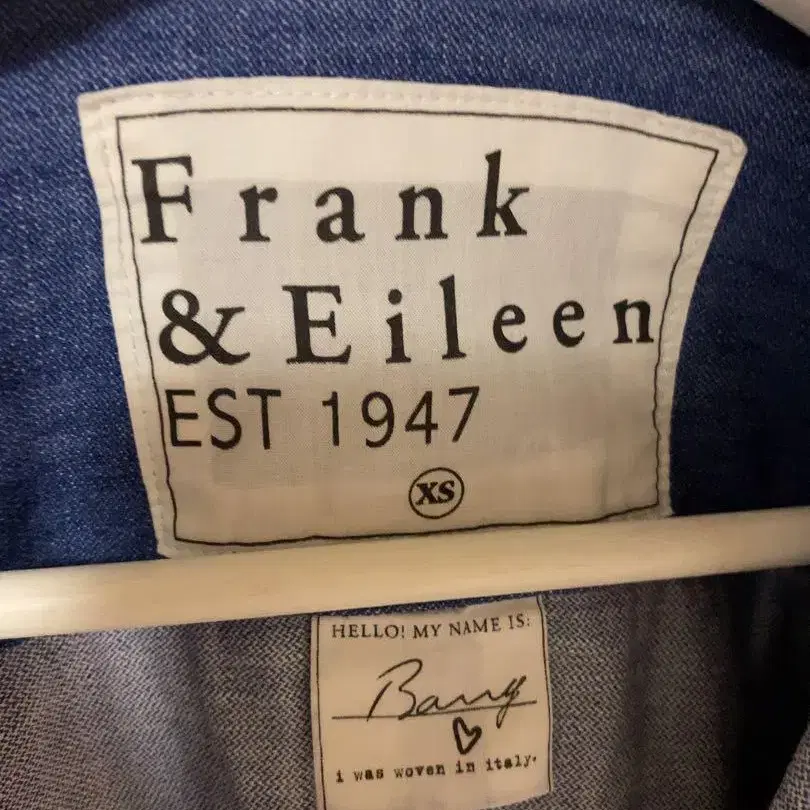 Frank
& Eileen
EST 1947
XS
HELLO! MY NAME IS:
Barry
i was woven in italy.